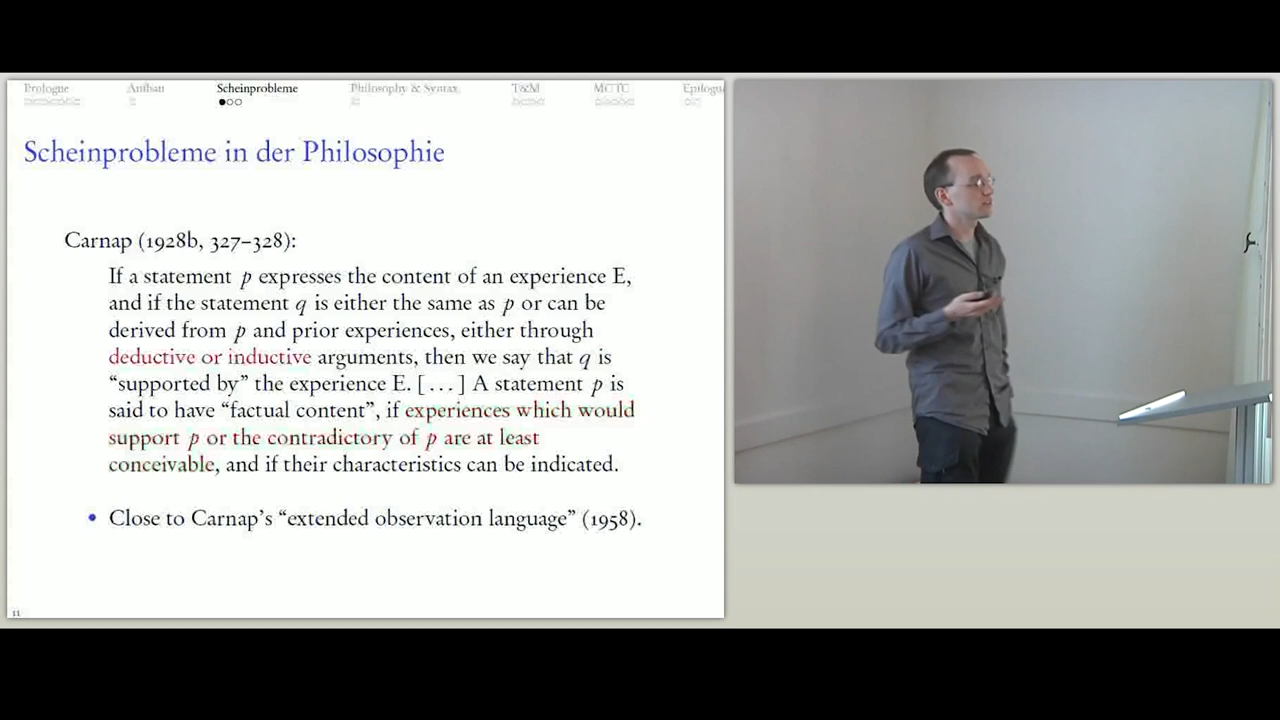 Prologue Aufbau Scheinprobleme Philosophy & Syntax T&M MCTC Epilogue
Scheinprobleme in der Philosophie
Carnap (1928b, 327–328):
If a statement p expresses the content of an experience E,
and if the statement q is either the same as p or can be
derived from p and prior experiences, either through
deductive or inductive arguments, then we say that q is
“supported by” the experience E. [ … ] A statement p is
said to have “factual content”, if experiences which would
support p or the contradictory of p are at least
conceivable, and if their characteristics can be indicated.
• Close to Carnap’s “extended observation language” (1958).
11